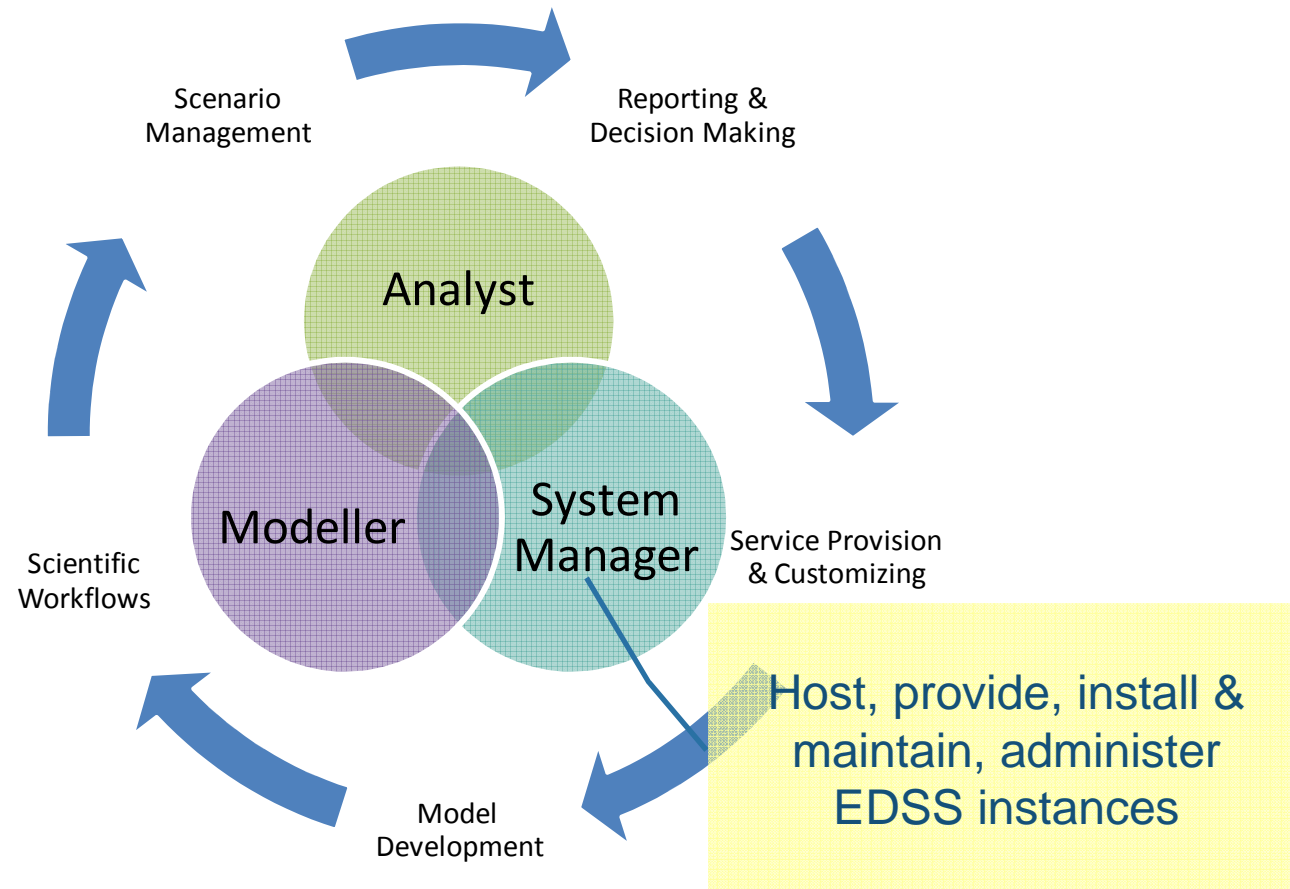 Scenario
Management
Reporting &
Decision Making
Analyst
Modeller
System
Manager
Scientific
Workflows
Service Provision
& Customizing
Host, provide, install &
maintain, administer
EDSS instances
Model
Development